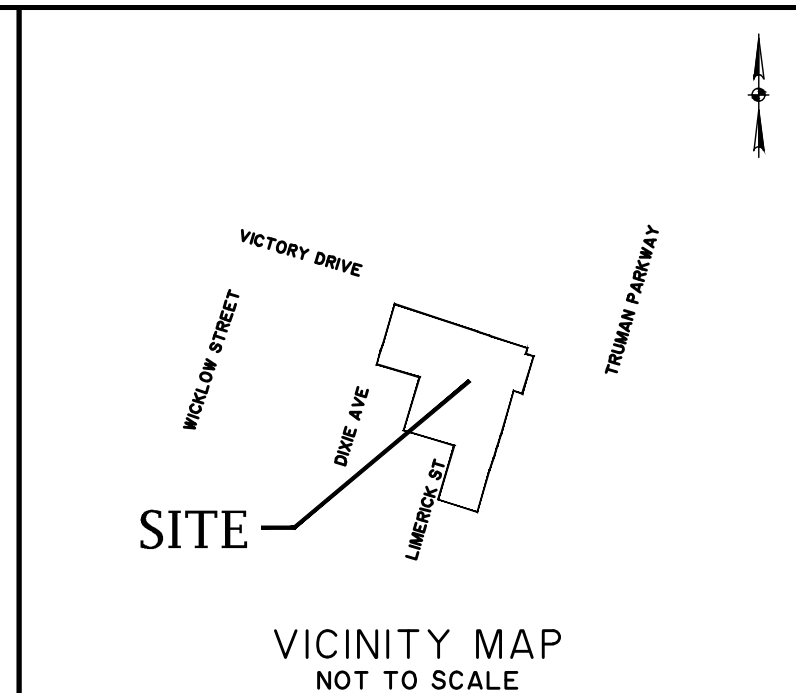 VICTORY DRIVE
TRUMAN PARKWAY
WICKLOW STREET
DIXIE AVE
LIMERICK ST
SITE
VICINITY MAP
NOT TO SCALE